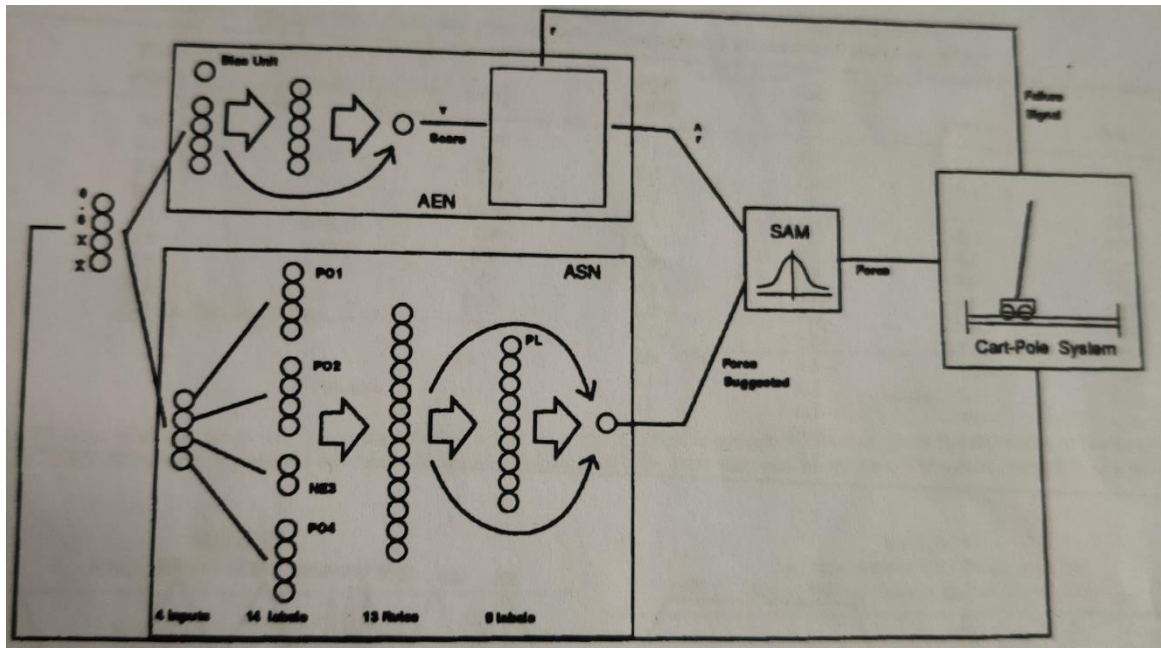 r
Bias Unit
v
Score
AEN
r̂
Failure
Signal
θ
θ̇
x
ẋ
SAM
Force
Cart-Pole System
ASN
PO1
PO2
NE3
PO4
PL
Force
Suggested
4 Inputs
14 labels
13 Rules
9 labels